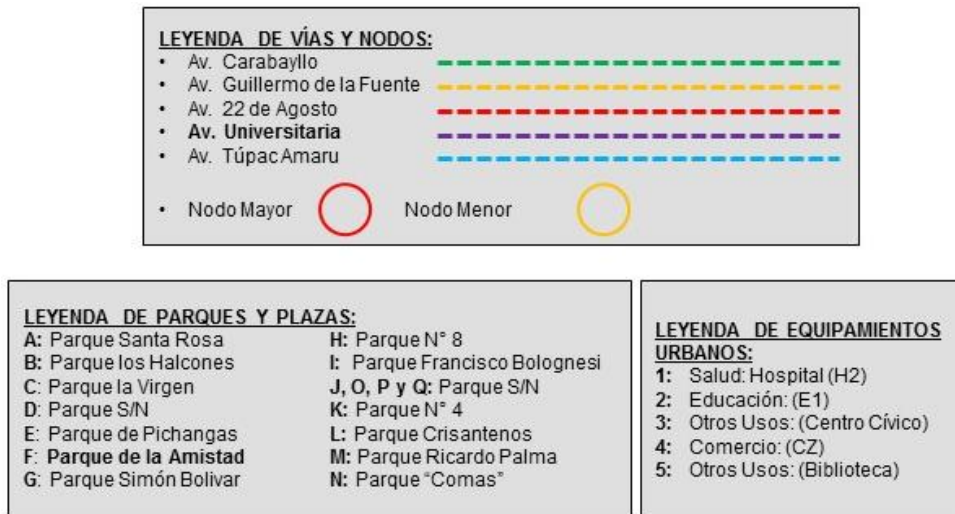 LEYENDA DE VÍAS Y NODOS:
• Av. Carabayllo
• Av. Guillermo de la Fuente
• Av. 22 de Agosto
• Av. Universitaria
• Av. Túpac Amaru
• Nodo Mayor Nodo Menor
LEYENDA DE PARQUES Y PLAZAS:
A: Parque Santa Rosa
B: Parque los Halcones
C: Parque la Virgen
D: Parque S/N
E: Parque de Pichangas
F: Parque de la Amistad
G: Parque Simón Bolivar
H: Parque N° 8
I: Parque Francisco Bolognesi
J, O, P y Q: Parque S/N
K: Parque N° 4
L: Parque Crisantenos
M: Parque Ricardo Palma
N: Parque "Comas"
LEYENDA DE EQUIPAMIENTOS
URBANOS:
1: Salud: Hospital (H2)
2: Educación: (E1)
3: Otros Usos: (Centro Cívico)
4: Comercio: (CZ)
5: Otros Usos: (Biblioteca)